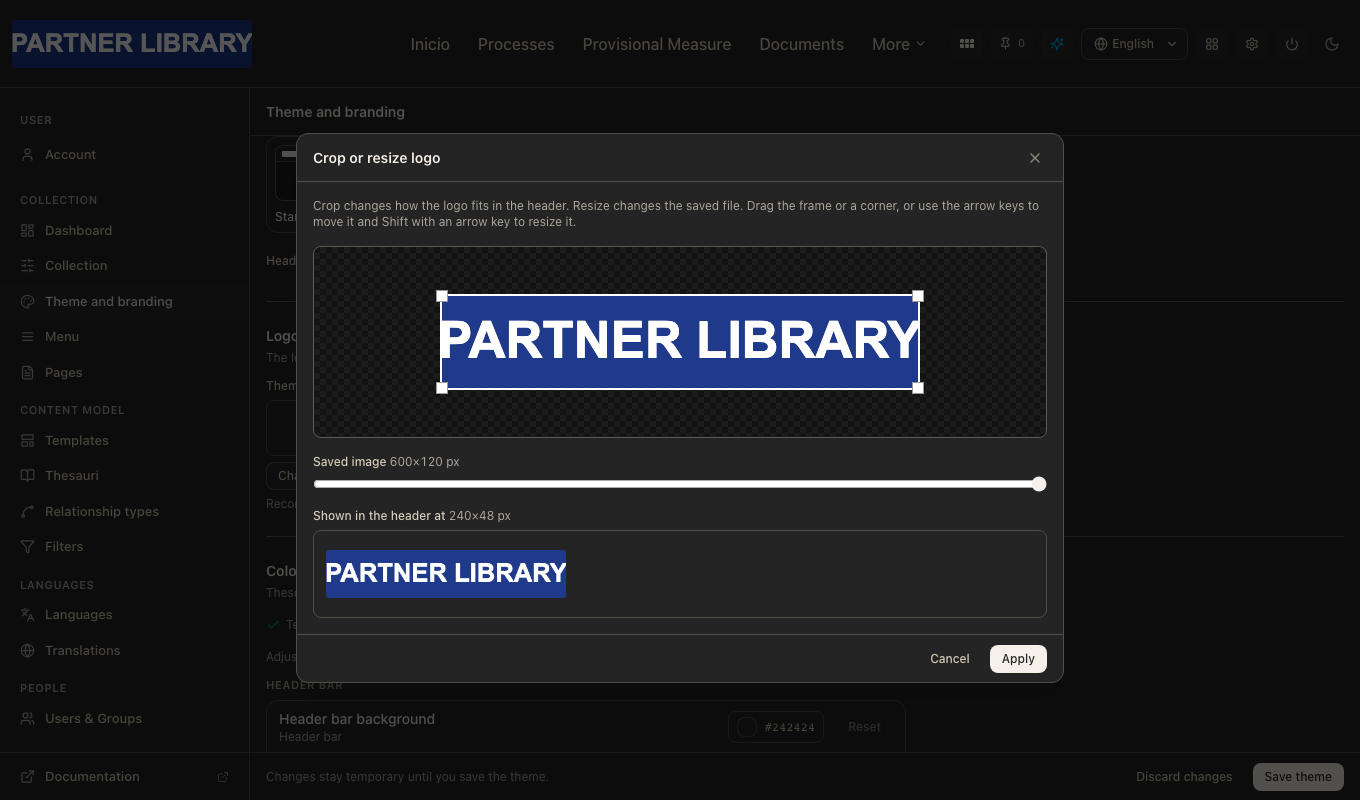 PARTNER LIBRARY
Inicio
Processes
Provisional Measure
Documents
More
0
English
USER
Account
COLLECTION
Dashboard
Collection
Theme and branding
Menu
Pages
CONTENT MODEL
Templates
Thesauri
Relationship types
Filters
LANGUAGES
Languages
Translations
PEOPLE
Users & Groups
Documentation
Theme and branding
Crop or resize logo
Crop changes how the logo fits in the header. Resize changes the saved file. Drag the frame or a corner, or use the arrow keys to
move it and Shift with an arrow key to resize it.
PARTNER LIBRARY
Saved image 600×120 px
Shown in the header at 240×48 px
PARTNER LIBRARY
Cancel
Apply
HEADER BAR
Header bar background
Header bar
#242424
Reset
Changes stay temporary until you save the theme.
Discard changes
Save theme